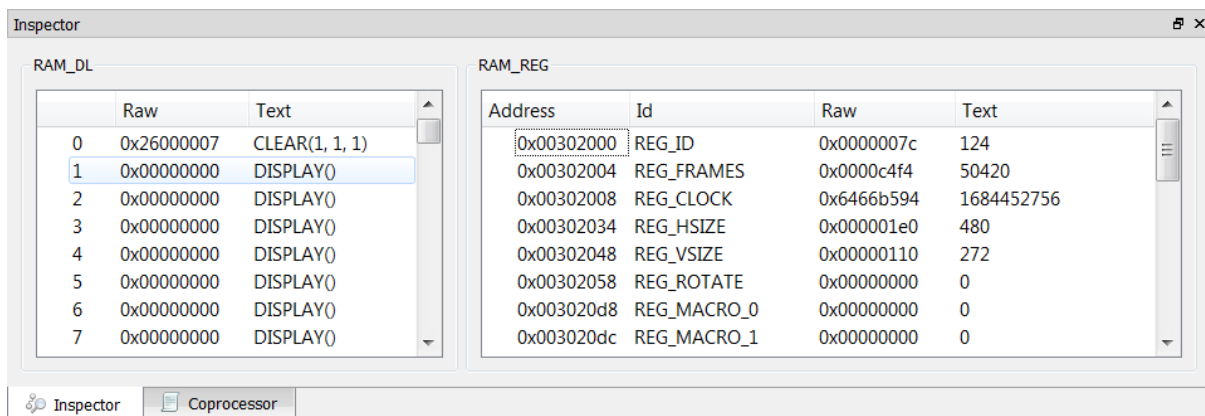 Inspector
RAM_DL
Raw Text
0 0x26000007 CLEAR(1, 1, 1)
1 0x00000000 DISPLAY()
2 0x00000000 DISPLAY()
3 0x00000000 DISPLAY()
4 0x00000000 DISPLAY()
5 0x00000000 DISPLAY()
6 0x00000000 DISPLAY()
7 0x00000000 DISPLAY()
RAM_REG
Address Id Raw Text
0x00302000 REG_ID 0x0000007c 124
0x00302004 REG_FRAMES 0x0000c4f4 50420
0x00302008 REG_CLOCK 0x6466b594 1684452756
0x00302034 REG_HSIZE 0x000001e0 480
0x00302048 REG_VSIZE 0x00000110 272
0x00302058 REG_ROTATE 0x00000000 0
0x003020d8 REG_MACRO_0 0x00000000 0
0x003020dc REG_MACRO_1 0x00000000 0
Inspector Coprocessor